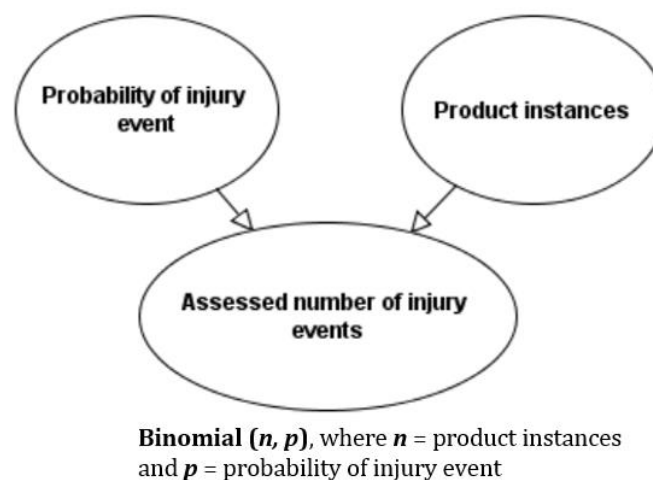 Probability of injury
event
Product instances
Assessed number of injury
events
Binomial (n, p), where n = product instances
and p = probability of injury event